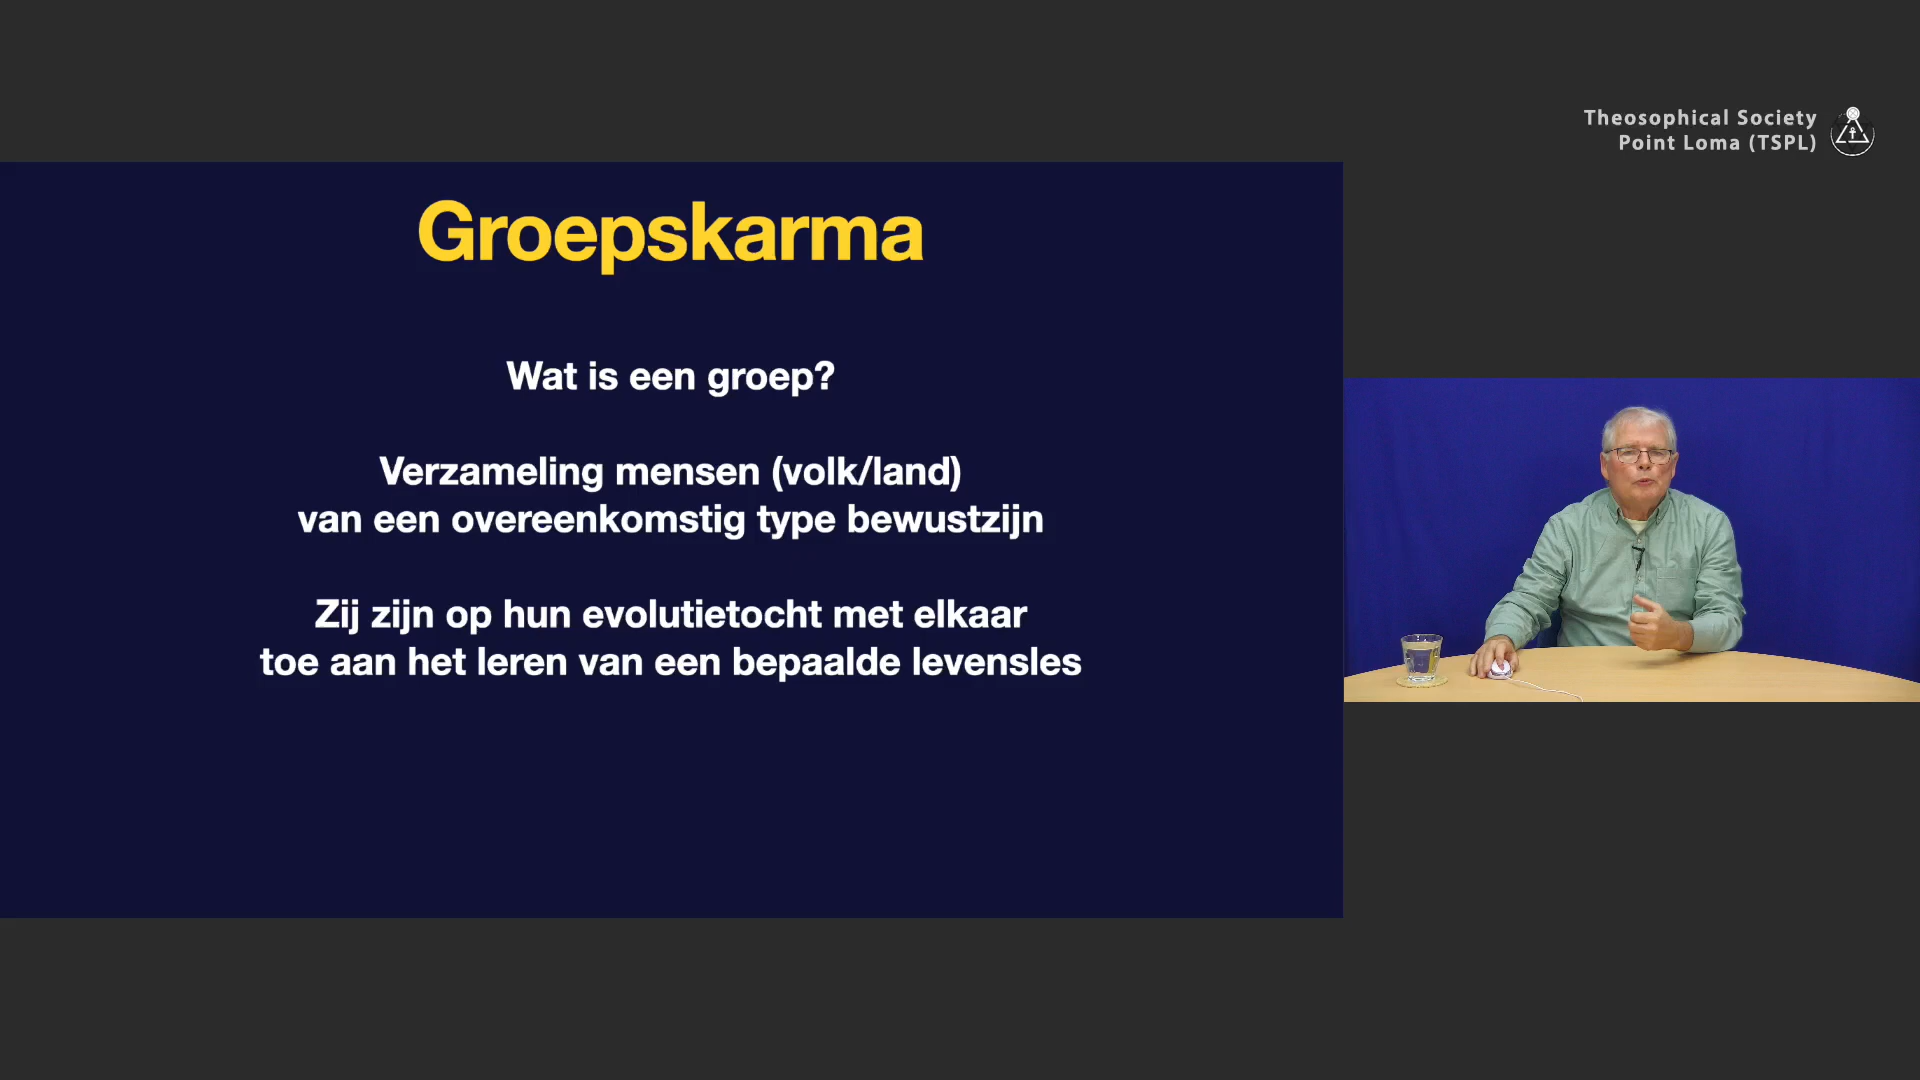 Theosophical Society
Point Loma (TSPL)
Groepskarma
Wat is een groep?
Verzameling mensen (volk/land)
van een overeenkomstig type bewustzijn
Zij zijn op hun evolutietocht met elkaar
toe aan het leren van een bepaalde levensles